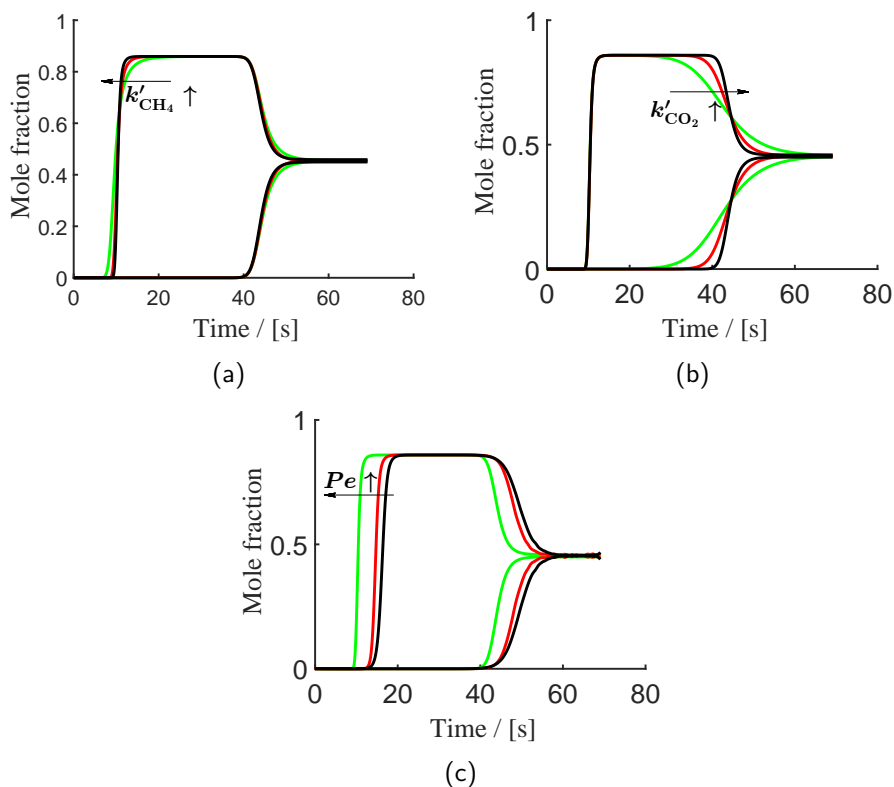 1
0.8
0.6
0.4
0.2
0
Mole fraction
k′CH₄ ↑
0 20 40 60 80
Time / [s]
(a)
1
0.5
0
Mole fraction
k′CO₂ ↑
0 20 40 60 80
Time / [s]
(b)
1
0.5
0
Mole fraction
Pe ↑
0 20 40 60 80
Time / [s]
(c)